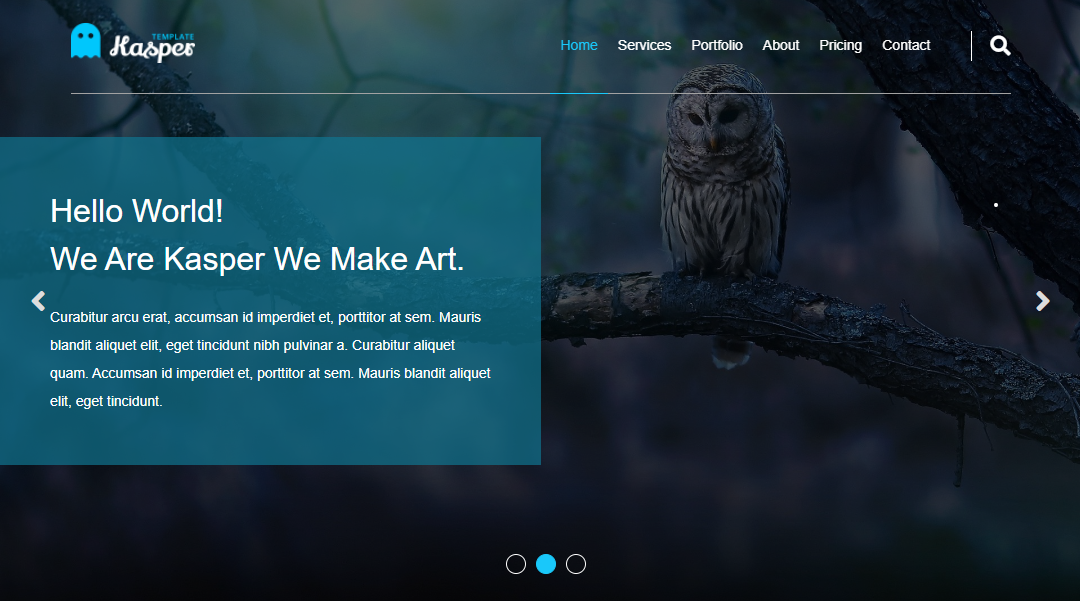 TEMPLATE
Kasper
Home Services Portfolio About Pricing Contact
Hello World!
We Are Kasper We Make Art.
Curabitur arcu erat, accumsan id imperdiet et, porttitor at sem. Mauris
blandit aliquet elit, eget tincidunt nibh pulvinar a. Curabitur aliquet
quam. Accumsan id imperdiet et, porttitor at sem. Mauris blandit aliquet
elit, eget tincidunt.